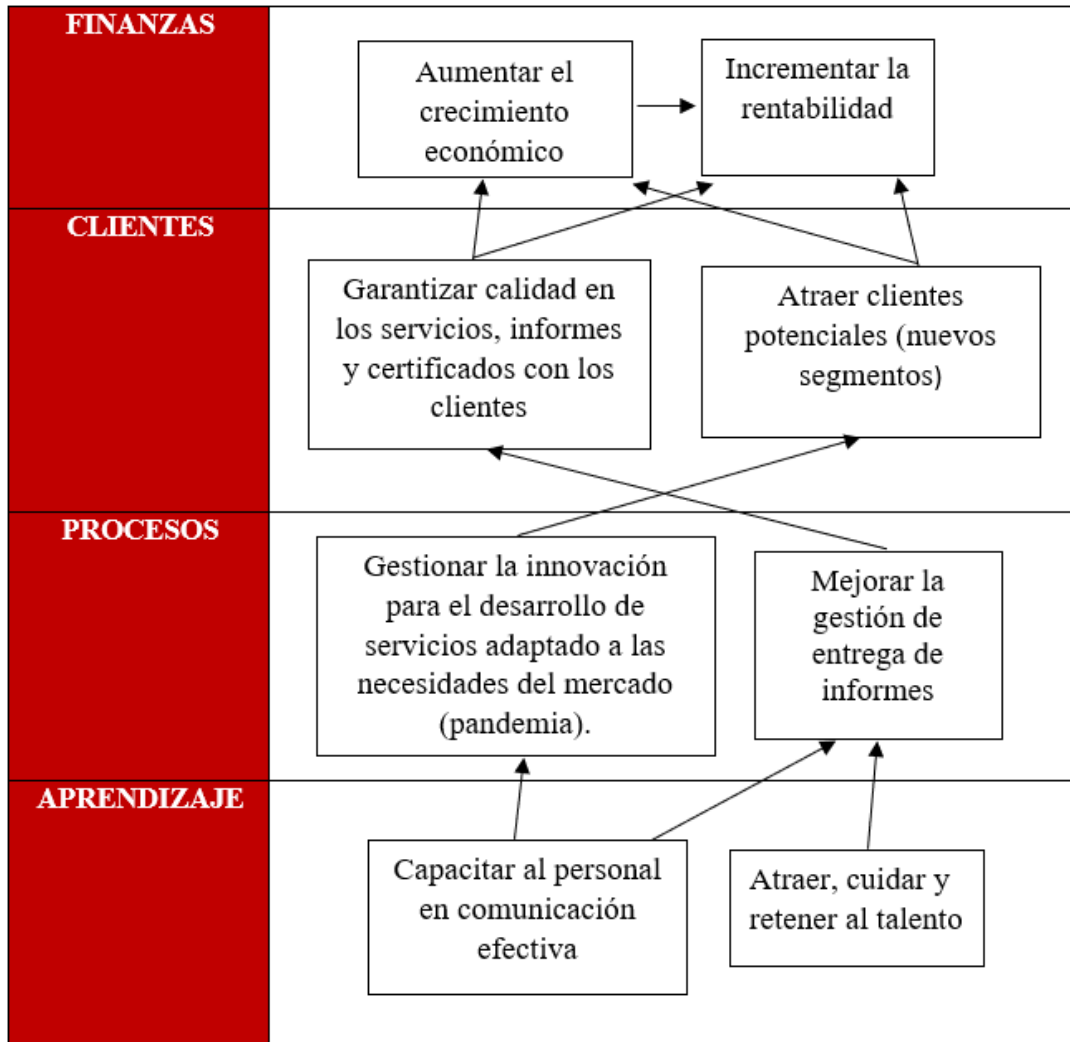 FINANZAS
Aumentar el
crecimiento
económico
Incrementar la
rentabilidad
CLIENTES
Garantizar calidad en
los servicios, informes
y certificados con los
clientes
Atraer clientes
potenciales (nuevos
segmentos)
PROCESOS
Gestionar la innovación
para el desarrollo de
servicios adaptado a las
necesidades del mercado
(pandemia).
Mejorar la
gestión de
entrega de
informes
APRENDIZAJE
Capacitar al personal
en comunicación
efectiva
Atraer, cuidar y
retener al talento